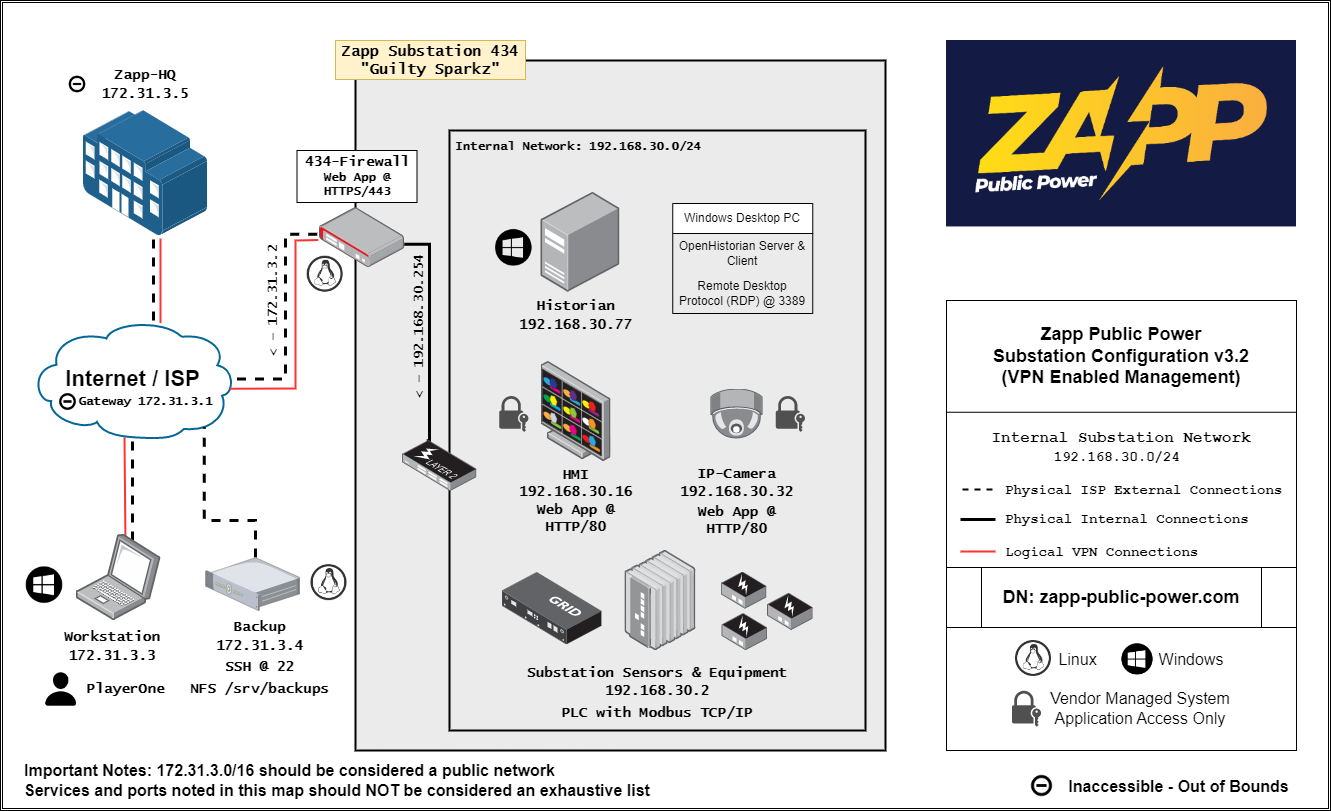 Zapp Substation 434
"Guilty Sparkz"
Zapp-HQ
172.31.3.5
434-Firewall
Web App @
HTTPS/443
< - 172.31.3.2
< - 192.168.30.254
Internet / ISP
Gateway 172.31.3.1
LAYER 2
Workstation
172.31.3.3
PlayerOne
Backup
172.31.3.4
SSH @ 22
NFS /srv/backups
Internal Network: 192.168.30.0/24
Historian
192.168.30.77
Windows Desktop PC
OpenHistorian Server &
Client
Remote Desktop
Protocol (RDP) @ 3389
HMI
192.168.30.16
Web App @
HTTP/80
IP-Camera
192.168.30.32
Web App @
HTTP/80
GRID
Substation Sensors & Equipment
192.168.30.2
PLC with Modbus TCP/IP
ZAPP
Public Power
Zapp Public Power
Substation Configuration v3.2
(VPN Enabled Management)
Internal Substation Network
192.168.30.0/24
Physical ISP External Connections
Physical Internal Connections
Logical VPN Connections
DN: zapp-public-power.com
Linux
Windows
Vendor Managed System
Application Access Only
Important Notes: 172.31.3.0/16 should be considered a public network
Services and ports noted in this map should NOT be considered an exhaustive list
Inaccessible - Out of Bounds